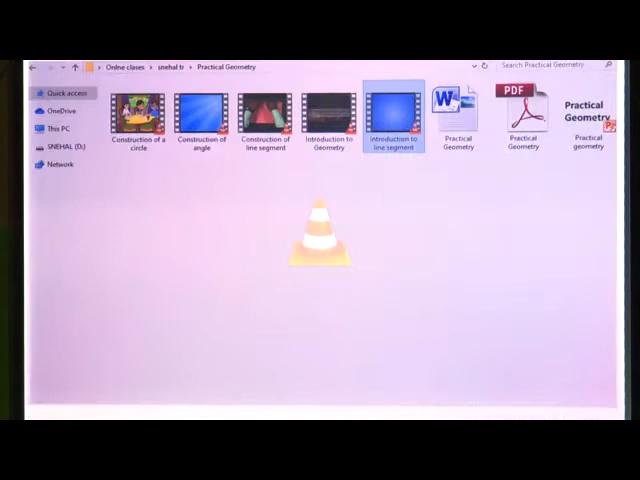 Onlne clases > snehal tr > Practical Geometry
Search Practical Geometry
Quick access
OneDrive
This PC
SNEHAL (D:)
Network
Construction of a
circle
Construction of
angle
Construction of
line segment
Introduction to
Geometry
Introduction to
line segment
W
Practical
Geometry
PDF
Practical
Geometry
Practical
Geometry
Practical
geometry